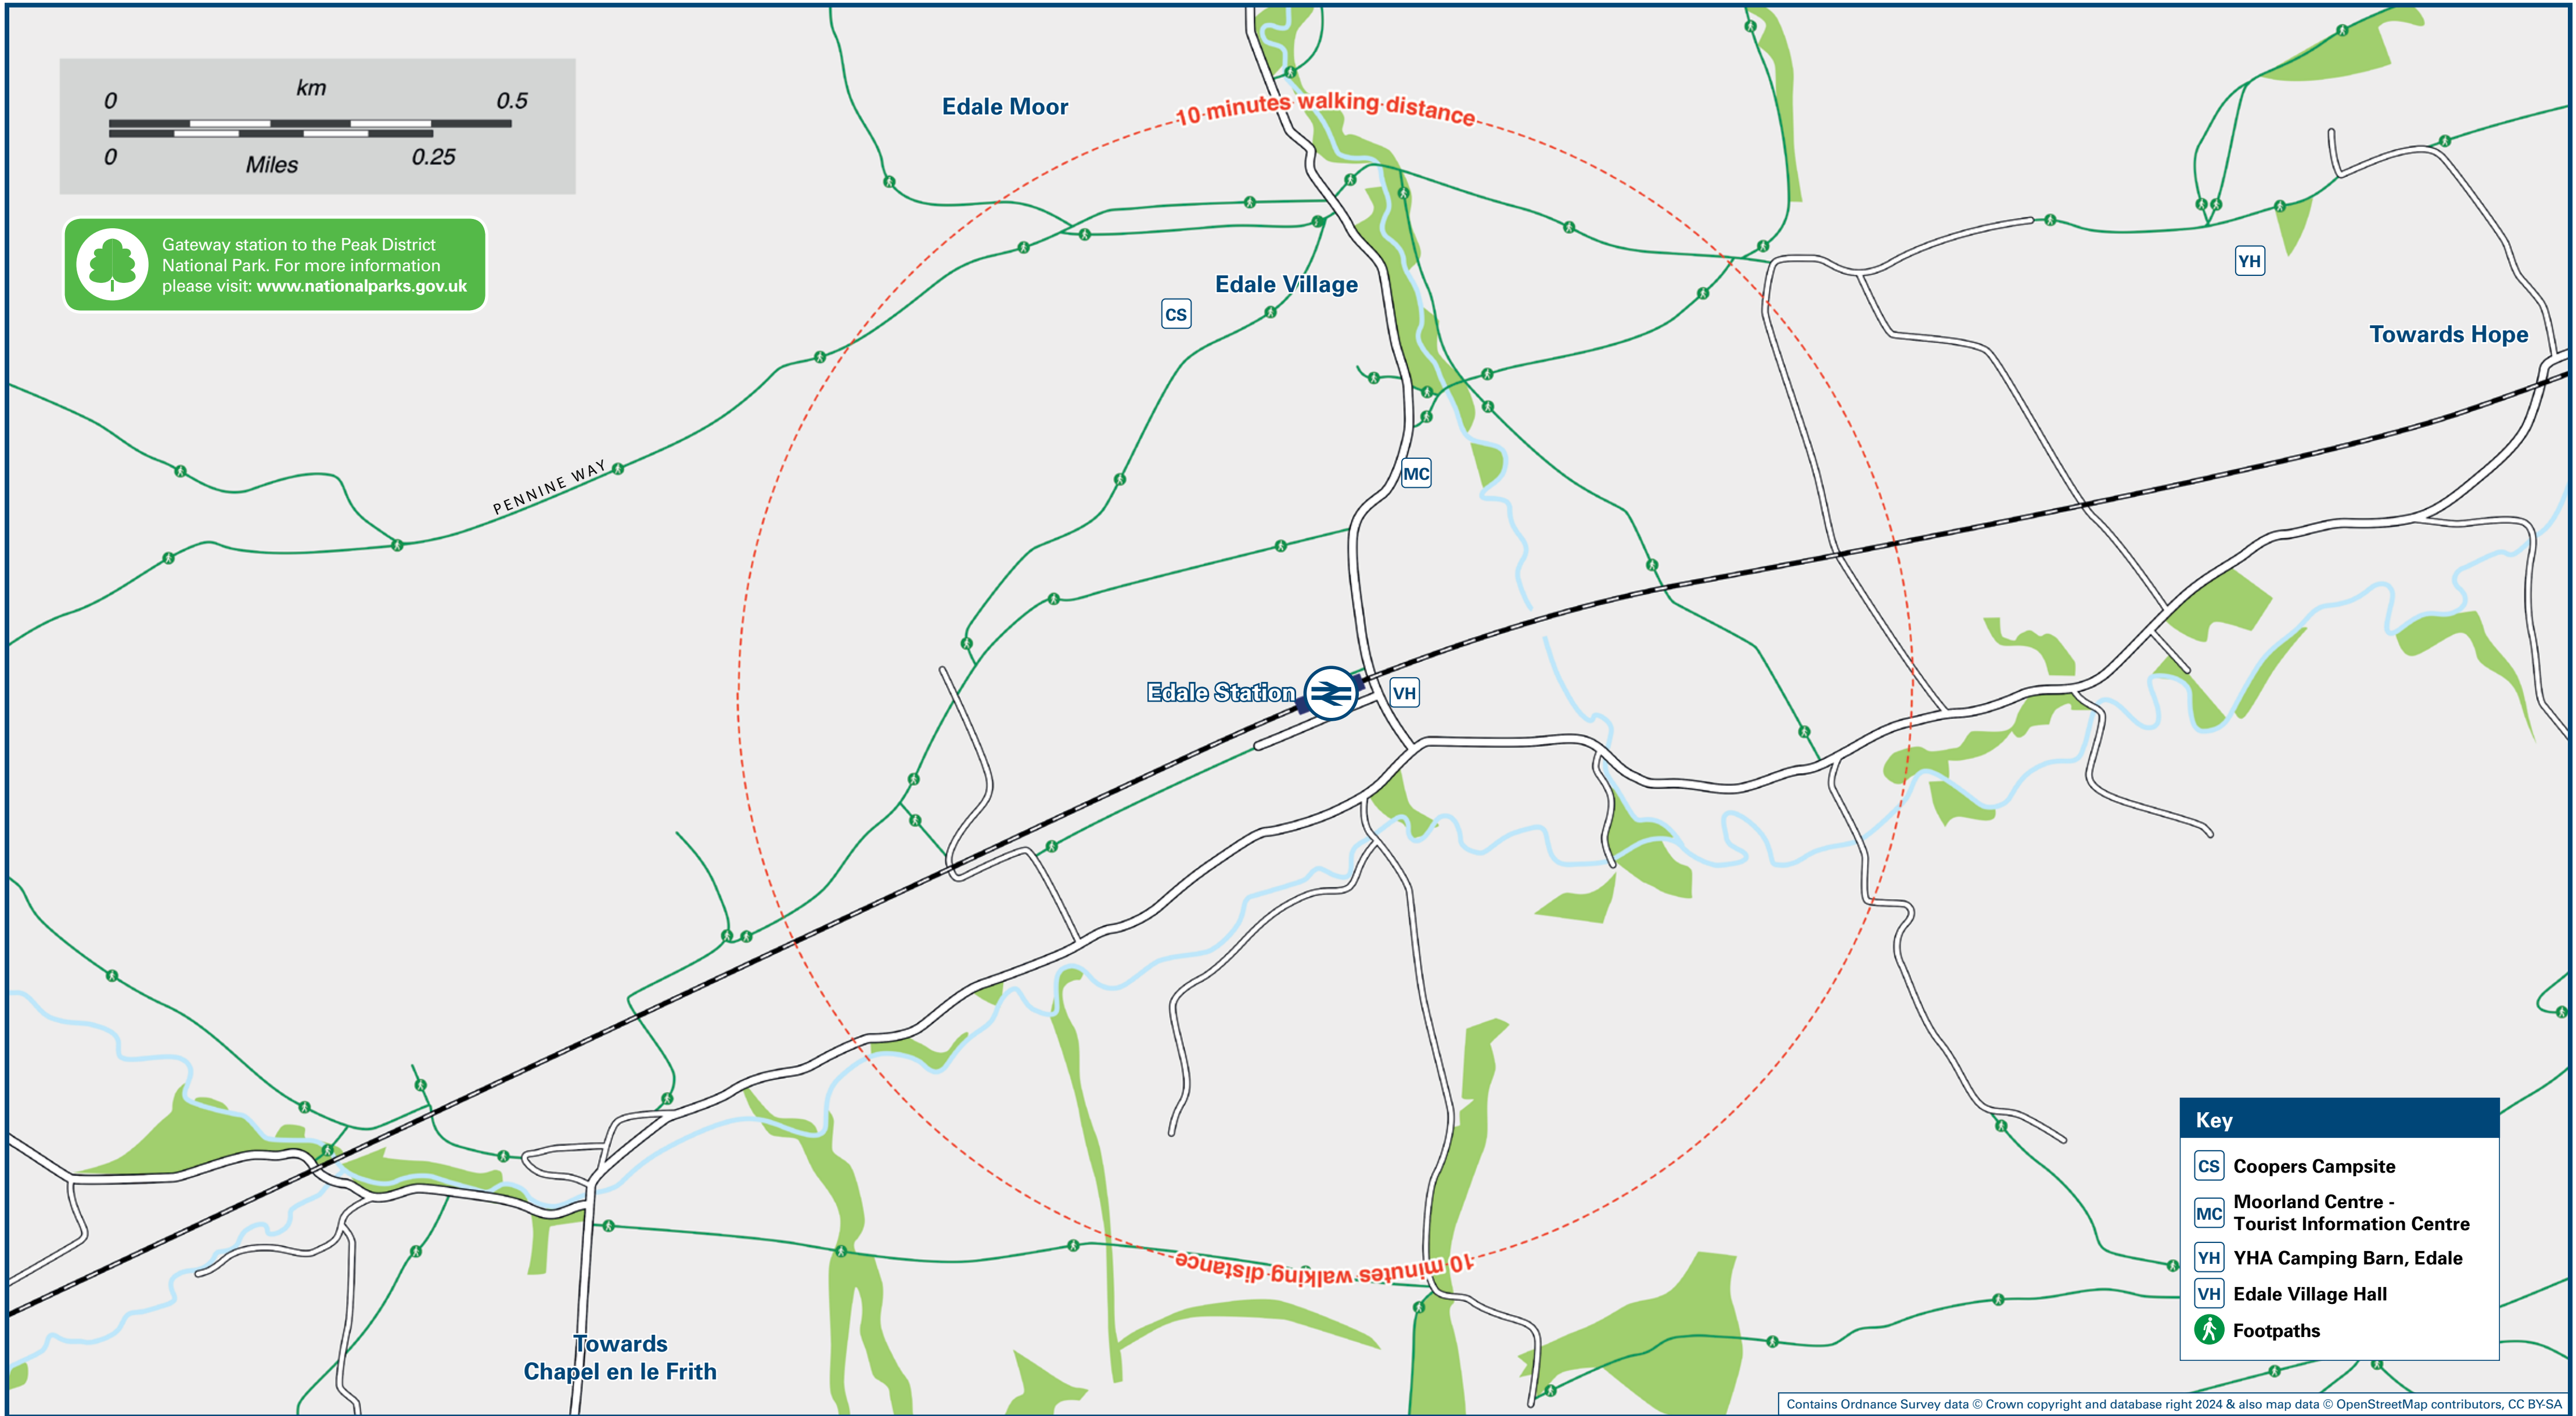 km
0 0.5
0 0.25
Miles
Gateway station to the Peak District
National Park. For more information
please visit: www.nationalparks.gov.uk
Edale Moor
10 minutes walking distance
Edale Village
CS
YH
Towards Hope
MC
PENNINE WAY
Edale Station
VH
10 minutes walking distance
Towards
Chapel en le Frith
Key
CS Coopers Campsite
MC Moorland Centre -
Tourist Information Centre
YH YHA Camping Barn, Edale
VH Edale Village Hall
Footpaths
Contains Ordnance Survey data © Crown copyright and database right 2024 & also map data © OpenStreetMap contributors, CC BY-SA